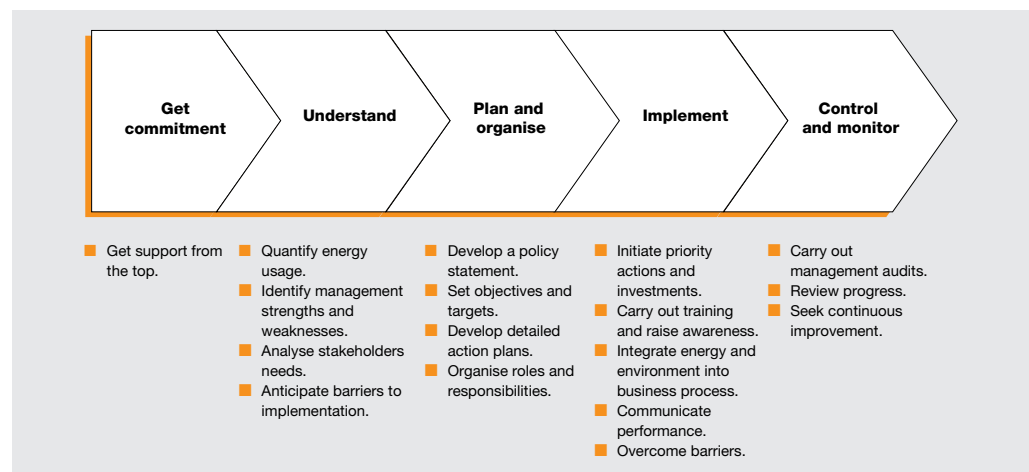 Get
commitment
Understand
Plan and
organise
Implement
Control
and monitor
Get support from
the top.
Quantify energy
usage.
Identify management
strengths and
weaknesses.
Analyse stakeholders
needs.
Anticipate barriers to
implementation.
Develop a policy
statement.
Set objectives and
targets.
Develop detailed
action plans.
Organise roles and
responsibilities.
Initiate priority
actions and
investments.
Carry out training
and raise awareness.
Integrate energy and
environment into
business process.
Communicate
performance.
Overcome barriers.
Carry out
management audits.
Review progress.
Seek continuous
improvement.